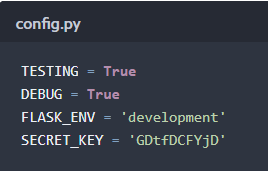 config.py
TESTING = True
DEBUG = True
FLASK_ENV = 'development'
SECRET_KEY = 'GDtfDCFYjD'